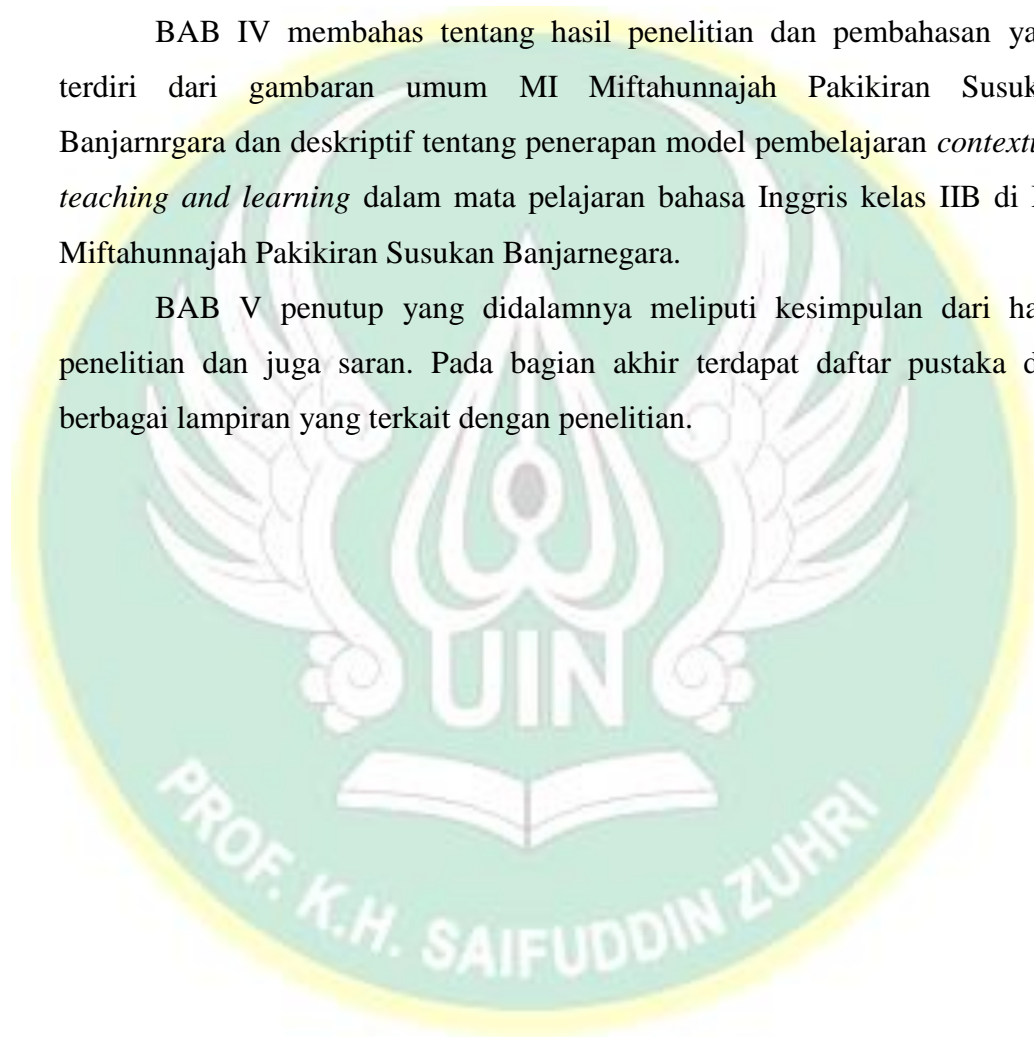 BAB IV membahas tentang hasil penelitian dan pembahasan ya
terdiri dari gambaran umum MI Miftahunnajah Pakikiran Susuk
Banjarnrgara dan deskriptif tentang penerapan model pembelajaran contextu
teaching and learning dalam mata pelajaran bahasa Inggris kelas IIB di
Miftahunnajah Pakikiran Susukan Banjarnegara.
BAB V penutup yang didalamnya meliputi kesimpulan dari ha
penelitian dan juga saran. Pada bagian akhir terdapat daftar pustaka d
berbagai lampiran yang terkait dengan penelitian.
UIN
PROF. K.H. SAIFUDDIN ZUHRI